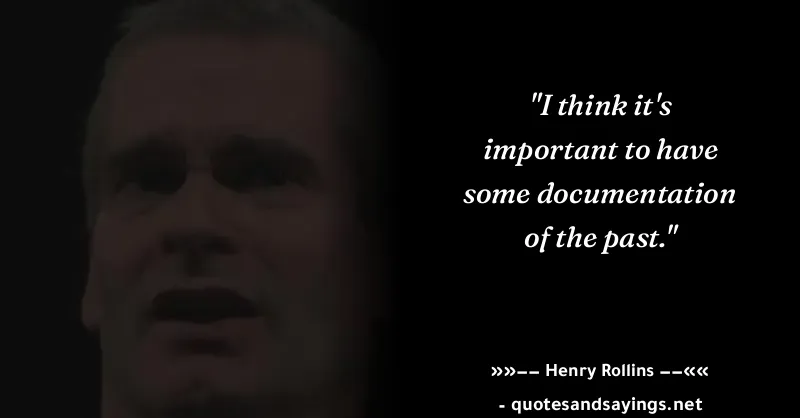 "I think it's
important to have
some documentation
of the past."
»»−− Henry Rollins −−««
- quotesandsayings.net